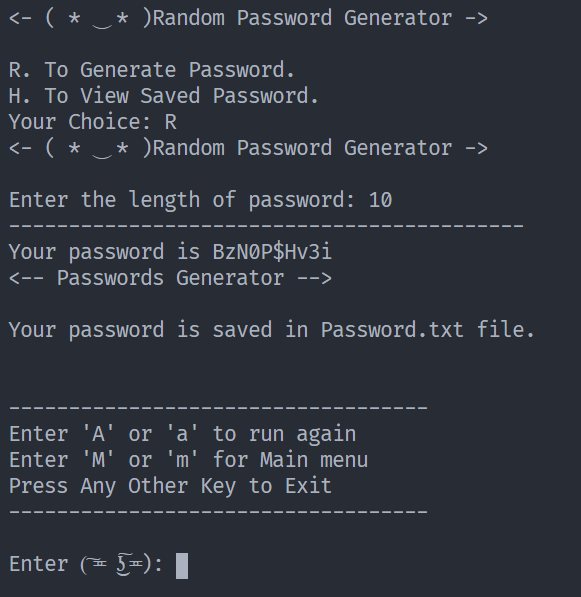 <- ( * ‿ * )Random Password Generator ->
R. To Generate Password.
H. To View Saved Password.
Your Choice: R
<- ( * ‿ * )Random Password Generator ->
Enter the length of password: 10
-------------------------------------------
Your password is BzN0P$Hv3i
<-- Passwords Generator -->
Your password is saved in Password.txt file.
-----------------------------------
Enter 'A' or 'a' to run again
Enter 'M' or 'm' for Main menu
Press Any Other Key to Exit
-----------------------------------
Enter (͠≖ ͜ʖ͠≖):